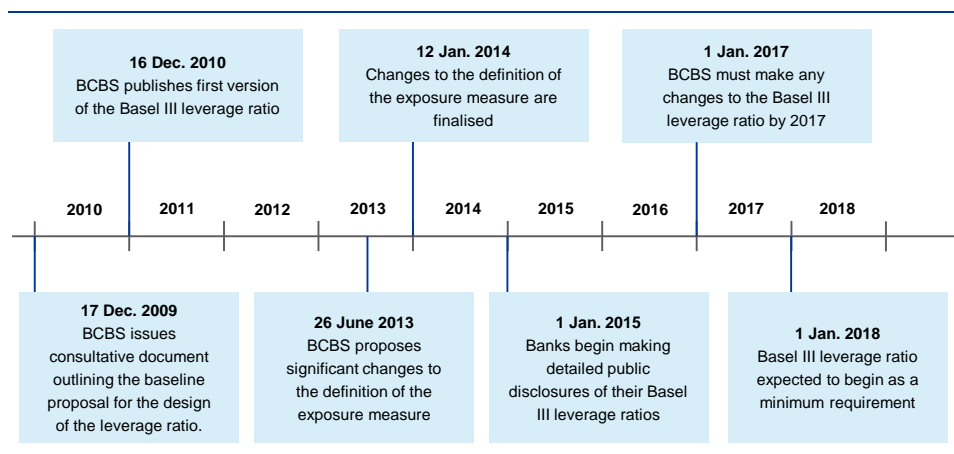 16 Dec. 2010
BCBS publishes first version
of the Basel III leverage ratio
12 Jan. 2014
Changes to the definition of
the exposure measure are
finalised
1 Jan. 2017
BCBS must make any
changes to the Basel III
leverage ratio by 2017
2010
2011
2012
2013
2014
2015
2016
2017
2018
17 Dec. 2009
BCBS issues
consultative document
outlining the baseline
proposal for the design
of the leverage ratio.
26 June 2013
BCBS proposes
significant changes to
the definition of the
exposure measure
1 Jan. 2015
Banks begin making
detailed public
disclosures of their Basel
III leverage ratios
1 Jan. 2018
Basel III leverage ratio
expected to begin as a
minimum requirement